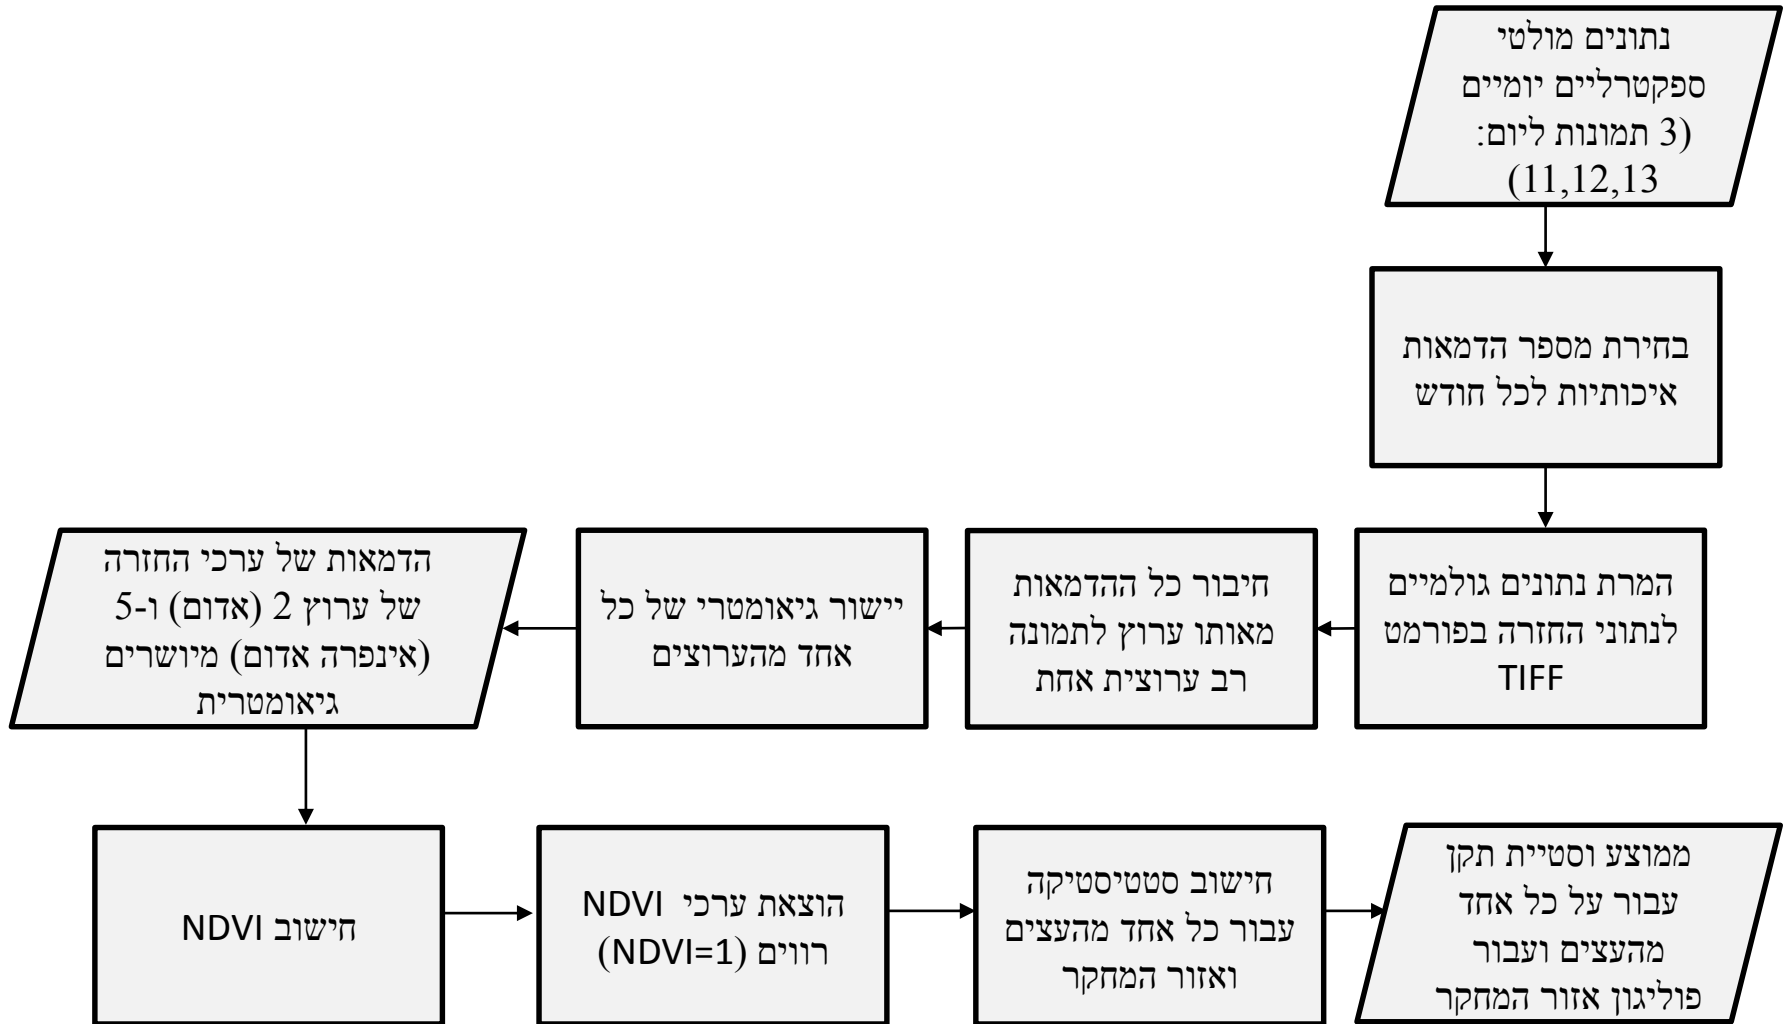 נתונים מולטי
ספקטרליים יומיים
(3 תמונות ליום:
11,12,13)
בחירת מספר הדמאות
איכותיות לכל חודש
המרת נתונים גולמיים
לנתוני החזרה בפורמט
TIFF
חיבור כל ההדמאות
מאותו ערוץ לתמונה
רב ערוצית אחת
יישור גיאומטרי של כל
אחד מהערוצים
הדמאות של ערכי החזרה
של ערוץ 2 (אדום) ו-5
(אינפרה אדום) מיושרים
גיאומטרית
חישוב NDVI
הוצאת ערכי NDVI
רווים (NDVI=1)
חישוב סטטיסטיקה
עבור כל אחד מהעצים
ואזור המחקר
ממוצע וסטיית תקן
עבור על כל אחד
מהעצים ועבור
פוליגון אזור המחקר